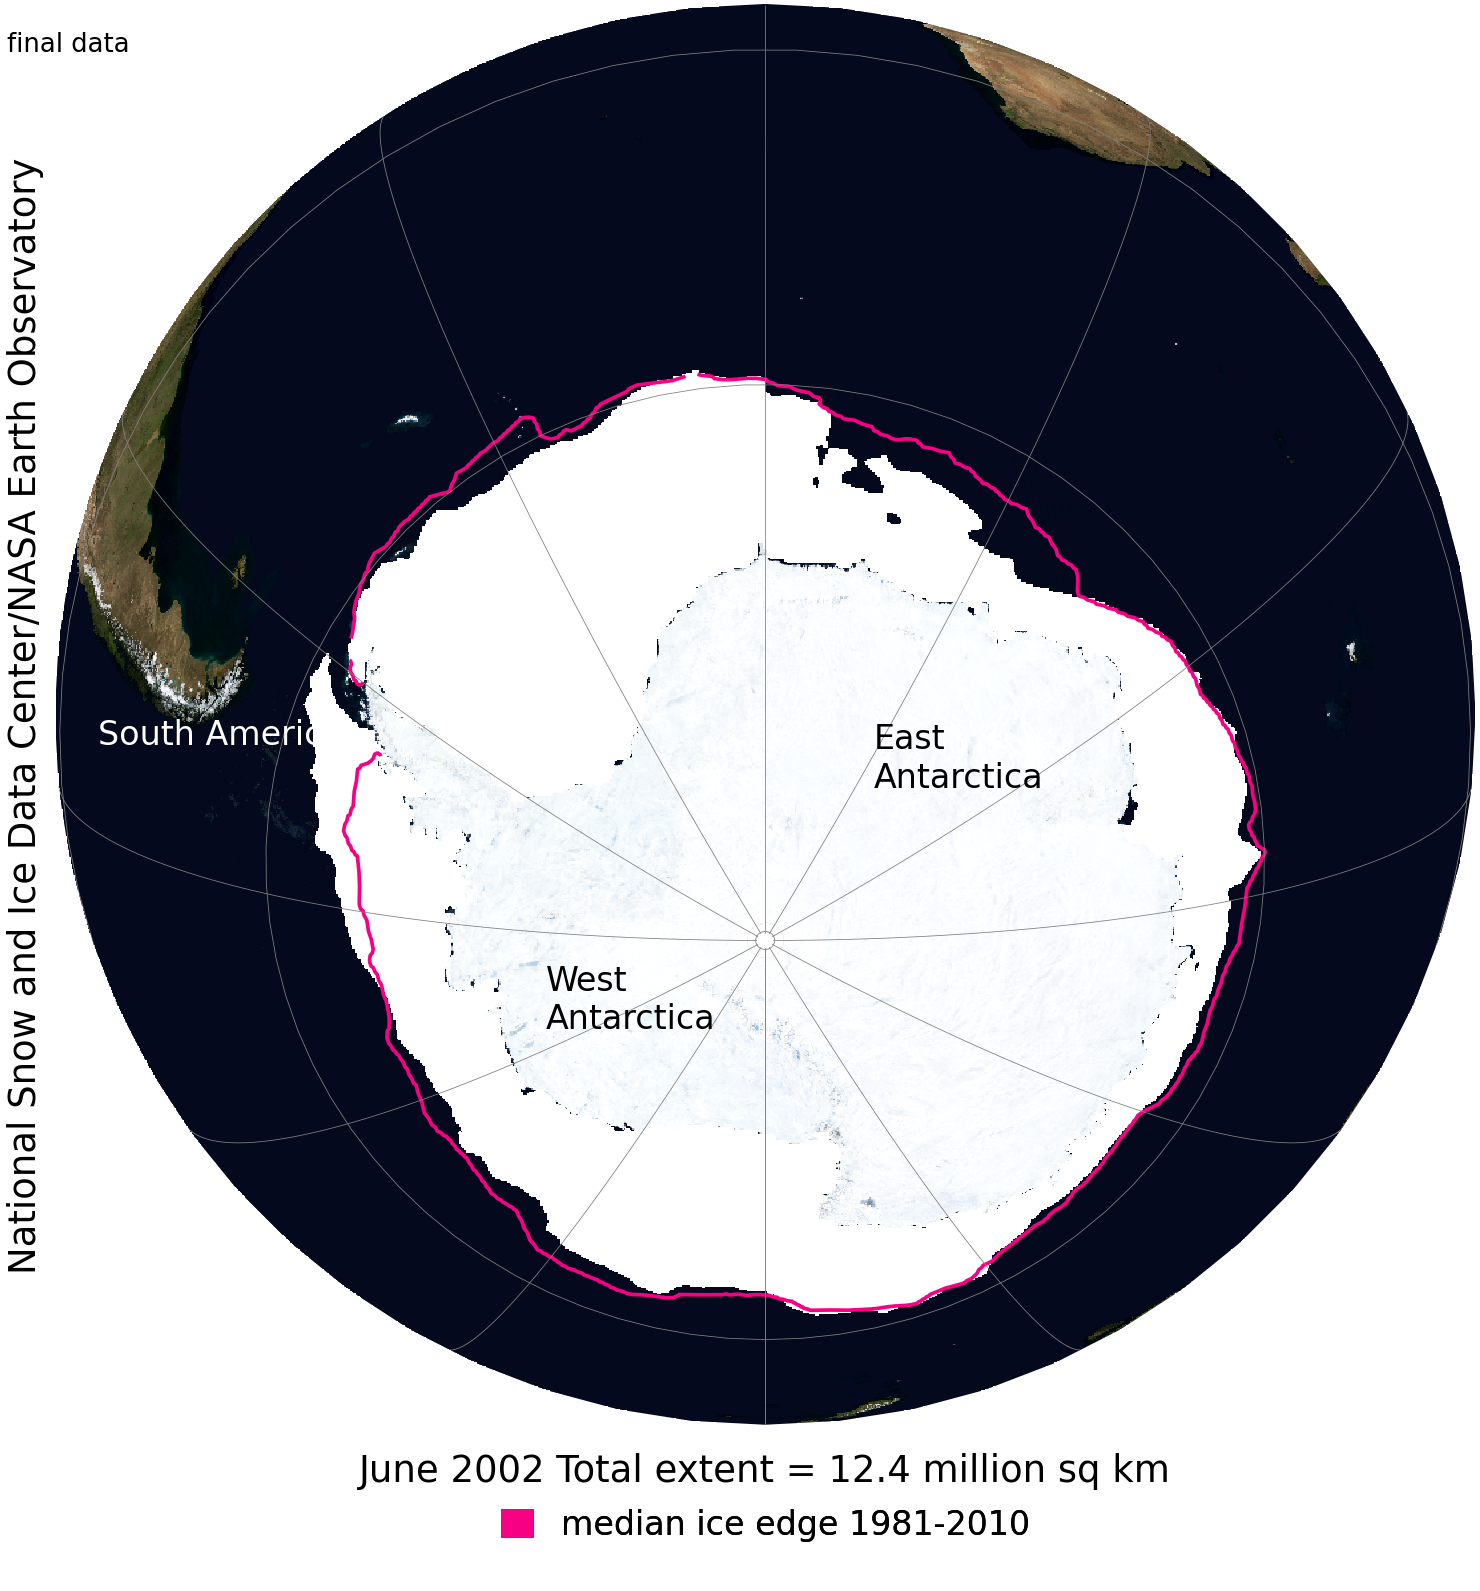 final data
National Snow and Ice Data Center/NASA Earth Observatory
South Americ
East
Antarctica
West
Antarctica
June 2002 Total extent = 12.4 million sq km
median ice edge 1981-2010